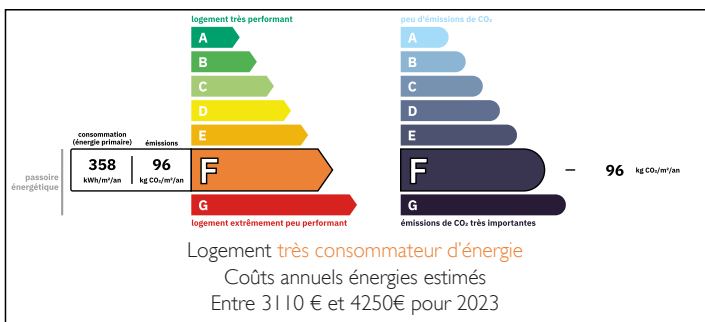 logement très performant
A
B
C
D
E
consommation
(énergie primaire)
émissions
passoire
énergétique
358
kWh/m²/an
96
kg CO₂/m²/an
F
G
logement extrêmement peu performant
peu d'émissions de CO₂
A
B
C
D
E
F
96 kg CO₂/m²/an
G
émissions de CO₂ très importantes
Logement très consommateur d'énergie
Coûts annuels énergies estimés
Entre 3110 € et 4250€ pour 2023